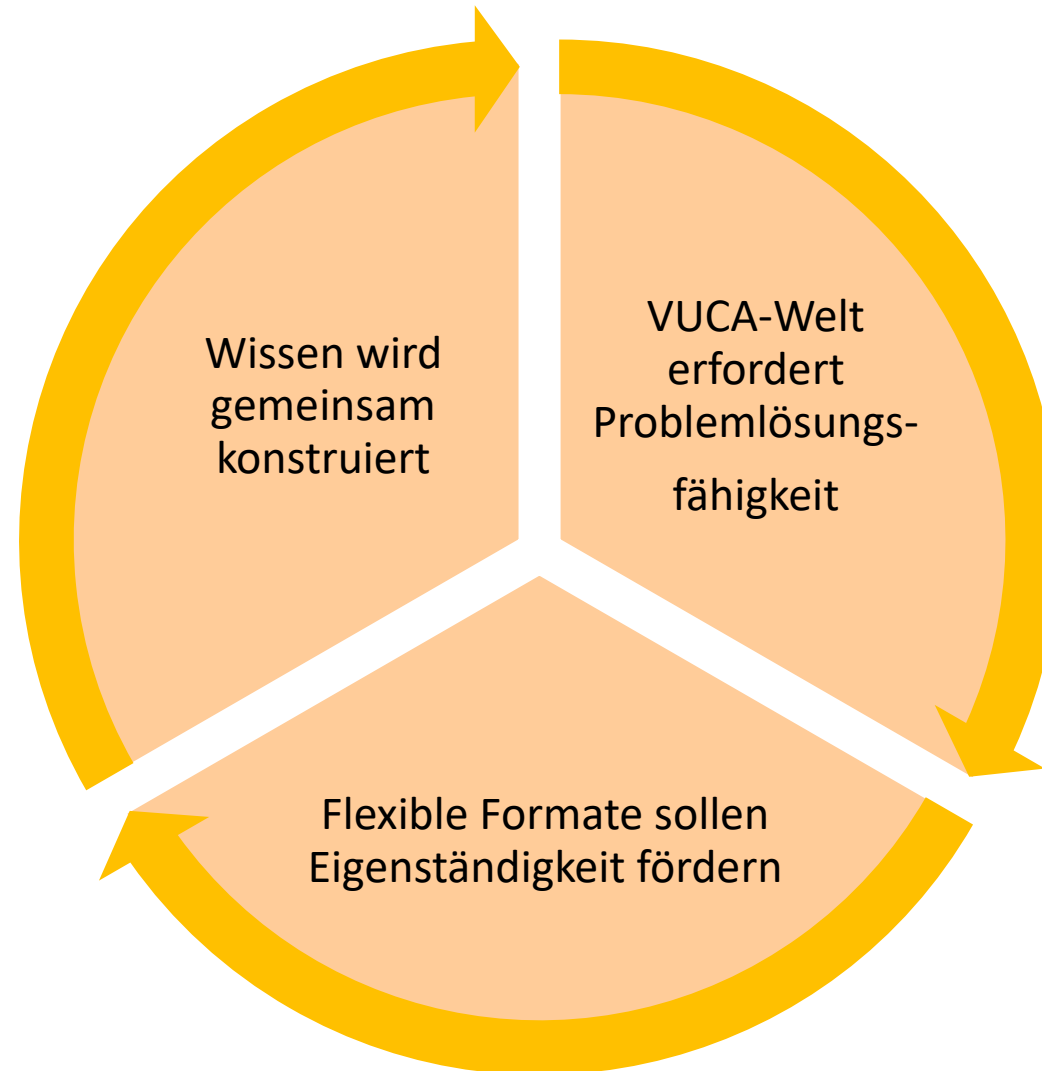 Wissen wird
gemeinsam
konstruiert
VUCA-Welt
erfordert
Problemlösungs-
fähigkeit
Flexible Formate sollen
Eigenständigkeit fördern